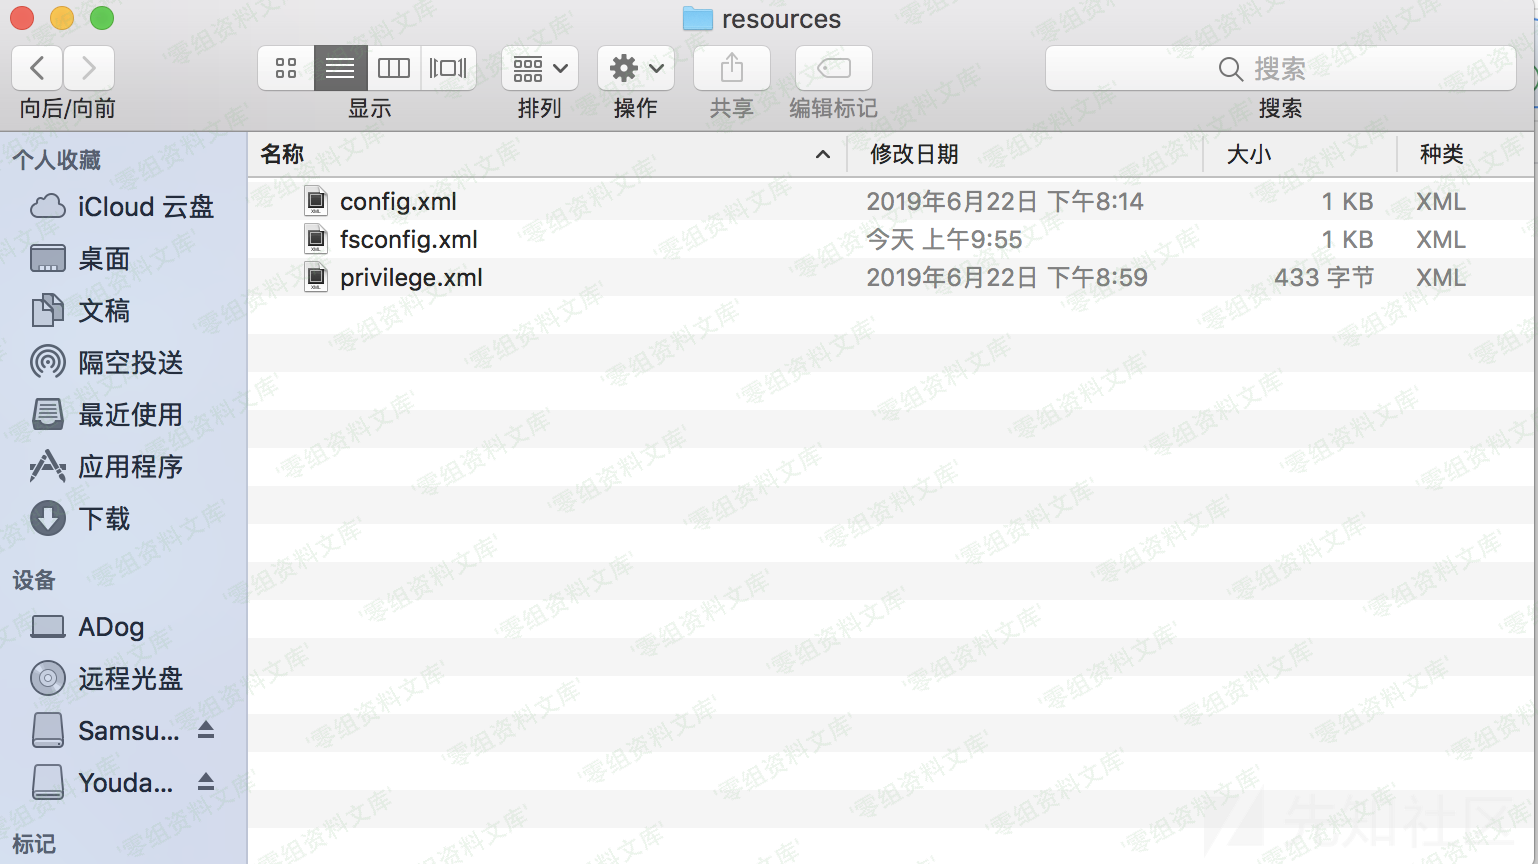 resources
向后/向前
显示
排列
操作
共享
编辑标记
搜索
搜索
个人收藏
iCloud 云盘
桌面
文稿
隔空投送
最近使用
应用程序
下载
设备
ADog
远程光盘
Samsu...
Youda...
标记
名称 修改日期 大小 种类
config.xml 2019年6月22日 下午8:14 1 KB XML
fsconfig.xml 今天 上午9:55 1 KB XML
privilege.xml 2019年6月22日 下午8:59 433 字节 XML
'零组资料文库'
先知社区